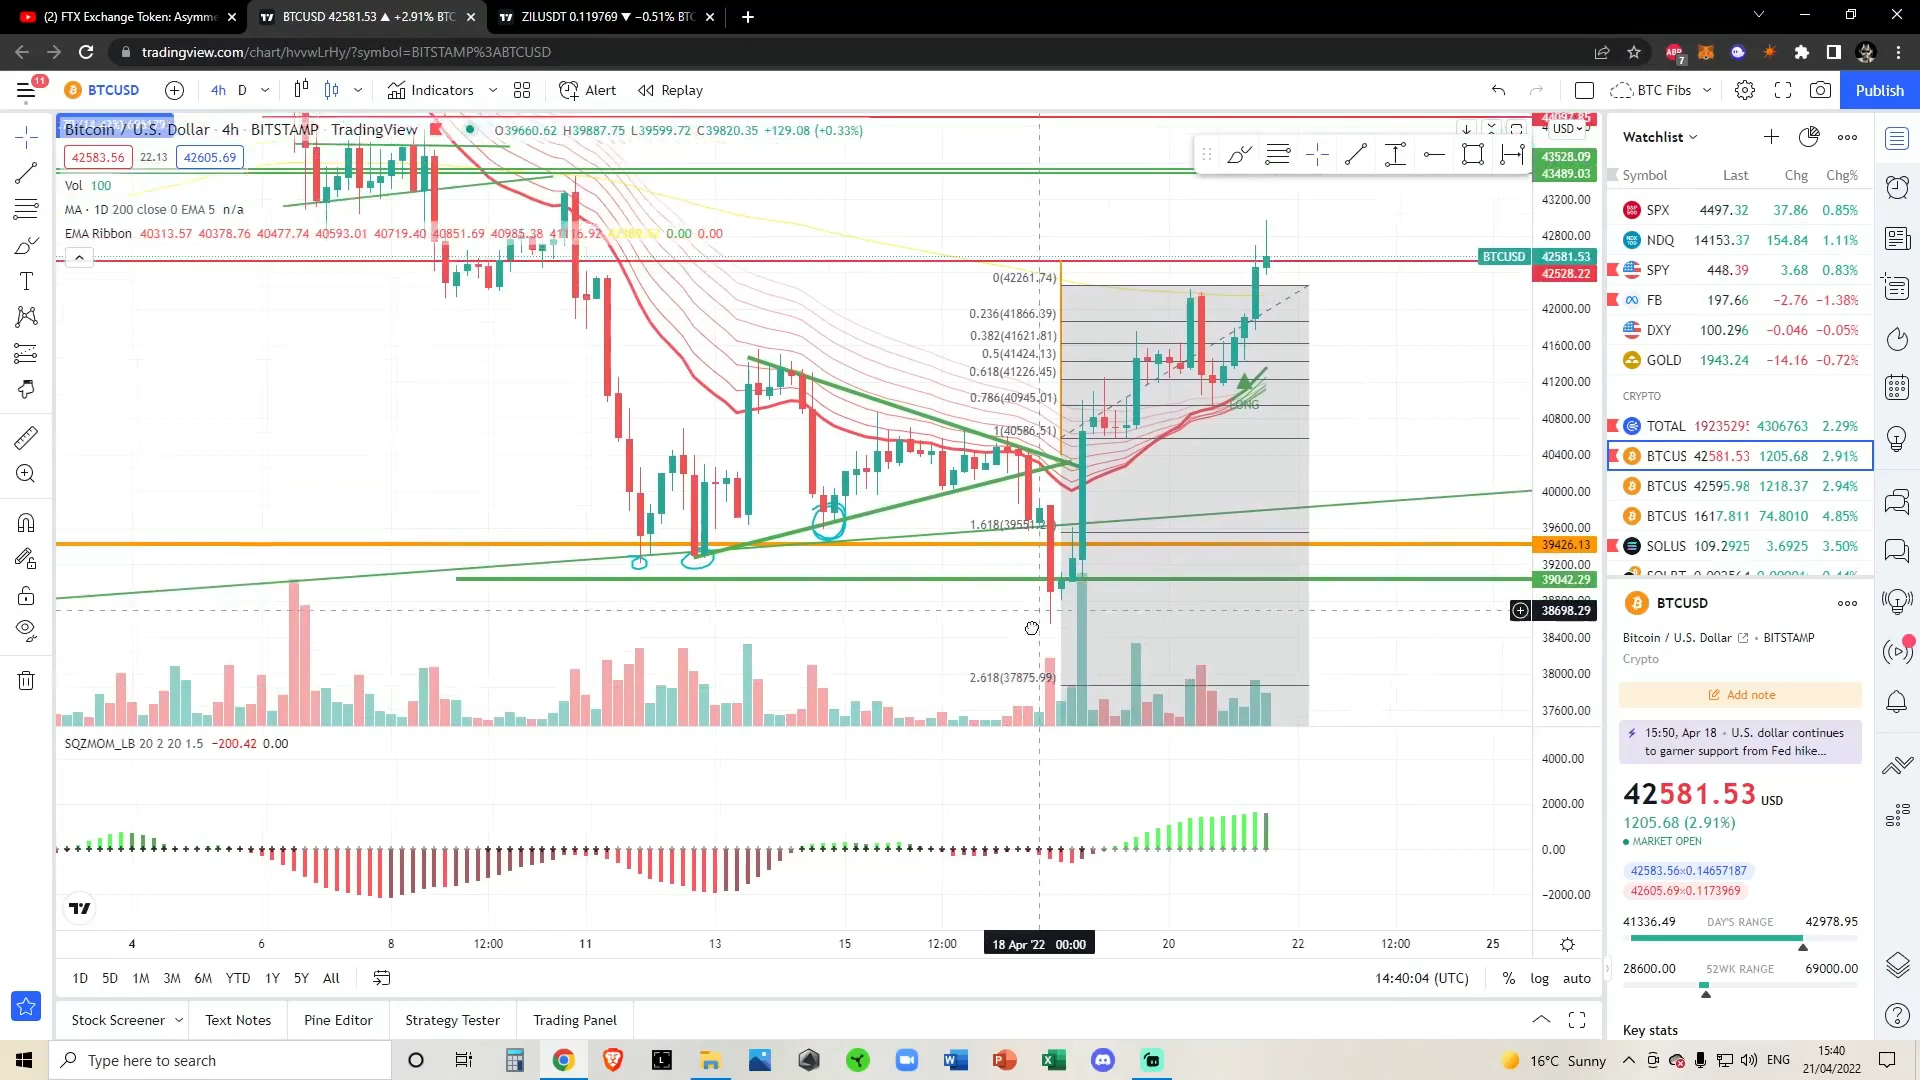 FTX Exchange Token: Asymme
BTCUSD 42581.53 ▲ +2.91% BTC
ZILUSDT 0.119769 ▼ −0.51% BTC
tradingview.com/chart/hvvwLrHy/?symbol=BITSTAMP%3ABTCUSD
7
11
BTCUSD 4h D Indicators Alert Replay BTC Fibs Publish
Bitcoin / U.S. Dollar · 4h · BITSTAMP · TradingView O39660.62 H39887.75 L39599.72 C39820.35 +129.08 (+0.33%)
42583.56 22.13 42605.69
Vol 100
MA · 1D 200 close 0 EMA 5 n/a
EMA Ribbon 40313.57 40378.76 40477.74 40593.01 40719.40 40851.69 40985.38 41116.92 0.00 0.00
USD
43528.09
43489.03
43200.00
42800.00
BTCUSD 42581.53
42528.22
42000.00
41600.00
41200.00
40800.00
40400.00
40000.00
39600.00
39426.13
39200.00
39042.29
38698.29
38400.00
38000.00
37600.00
0(42261.74)
0.236(41866.39)
0.382(41621.81)
0.5(41424.13)
0.618(41226.45)
0.786(40945.01)
1(40586.51)
2.618(37875.99)
LONG
SQZMOM_LB 20 2 20 1.5 −200.42 0.00
4000.00
2000.00
0.00
−2000.00
4 6 8 12:00 11 13 15 12:00 18 Apr '22 00:00 20 22 12:00 25
1D 5D 1M 3M 6M YTD 1Y 5Y All 14:40:04 (UTC) % log auto
Stock Screener Text Notes Pine Editor Strategy Tester Trading Panel
Watchlist
Symbol Last Chg Chg%
SPX 4497.32 37.86 0.85%
NDQ 14153.37 154.84 1.11%
SPY 448.39 3.68 0.83%
FB 197.66 −2.76 −1.38%
DXY 100.296 −0.046 −0.05%
GOLD 1943.24 −14.16 −0.72%
CRYPTO
TOTAL 19235295 4306763 2.29%
BTCUS 42581.53 1205.68 2.91%
BTCUS 42595.98 1218.37 2.94%
BTCUS 1617.811 74.8010 4.85%
SOLUS 109.2925 3.6925 3.50%
BTCUSD
Bitcoin / U.S. Dollar • BITSTAMP
Crypto
Add note
15:50, Apr 18 • U.S. dollar continues
to garner support from Fed hike...
42581.53 USD
1205.68 (2.91%)
MARKET OPEN
42583.56×0.14657187
42605.69×0.1173969
41336.49 DAY'S RANGE 42978.95
28600.00 52WK RANGE 69000.00
Key stats
Type here to search
16°C Sunny
ENG
15:40
21/04/2022